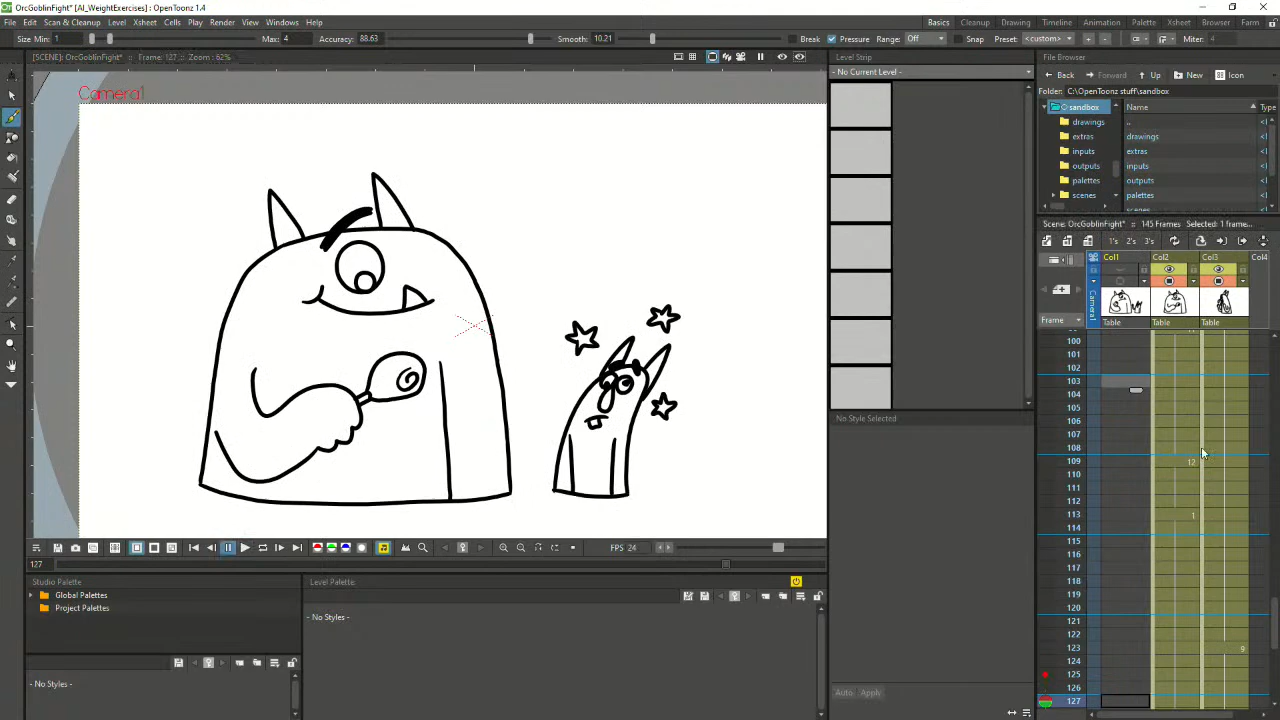 OrcGoblinFight* [AI_WeightExercises] : OpenToonz 1.4
File Edit Scan & Cleanup Level Xsheet Cells Play Render View Windows Help
Basics Cleanup Drawing Timeline Animation Palette Xsheet Browser Farm
Size Min: 1 Max: 4 Accuracy: 88.63 Smooth: 10.21 Break Pressure Range: Off Snap Preset: <custom> + - Miter: 4
[SCENE]: OrcGoblinFight* :: Frame: 127 :: Zoom : 62%
Level Strip
File Browser
- No Current Level -
Back Forward Up New Icon
Folder: C:\OpenToonz stuff\sandbox
Camera1
sandbox Name Type
drawings ..
extras drawings
inputs extras
outputs inputs
palettes outputs
scenes palettes
Scene: OrcGoblinFight* :: 145 Frames Selected: 1 frame...
1's 2's 3's
Col1 Col2 Col3 Col4
Camera1
Frame Table Table Table
100
101
102
103
104
105
106
107
108
109 12
110
111
112
113 1
114
115
116
117
118
119
120
121
122
123 9
124
125
126
127
No Style Selected
Auto Apply
FPS 24
127
Studio Palette
Global Palettes
Project Palettes
- No Styles -
Level Palette:
- No Styles -